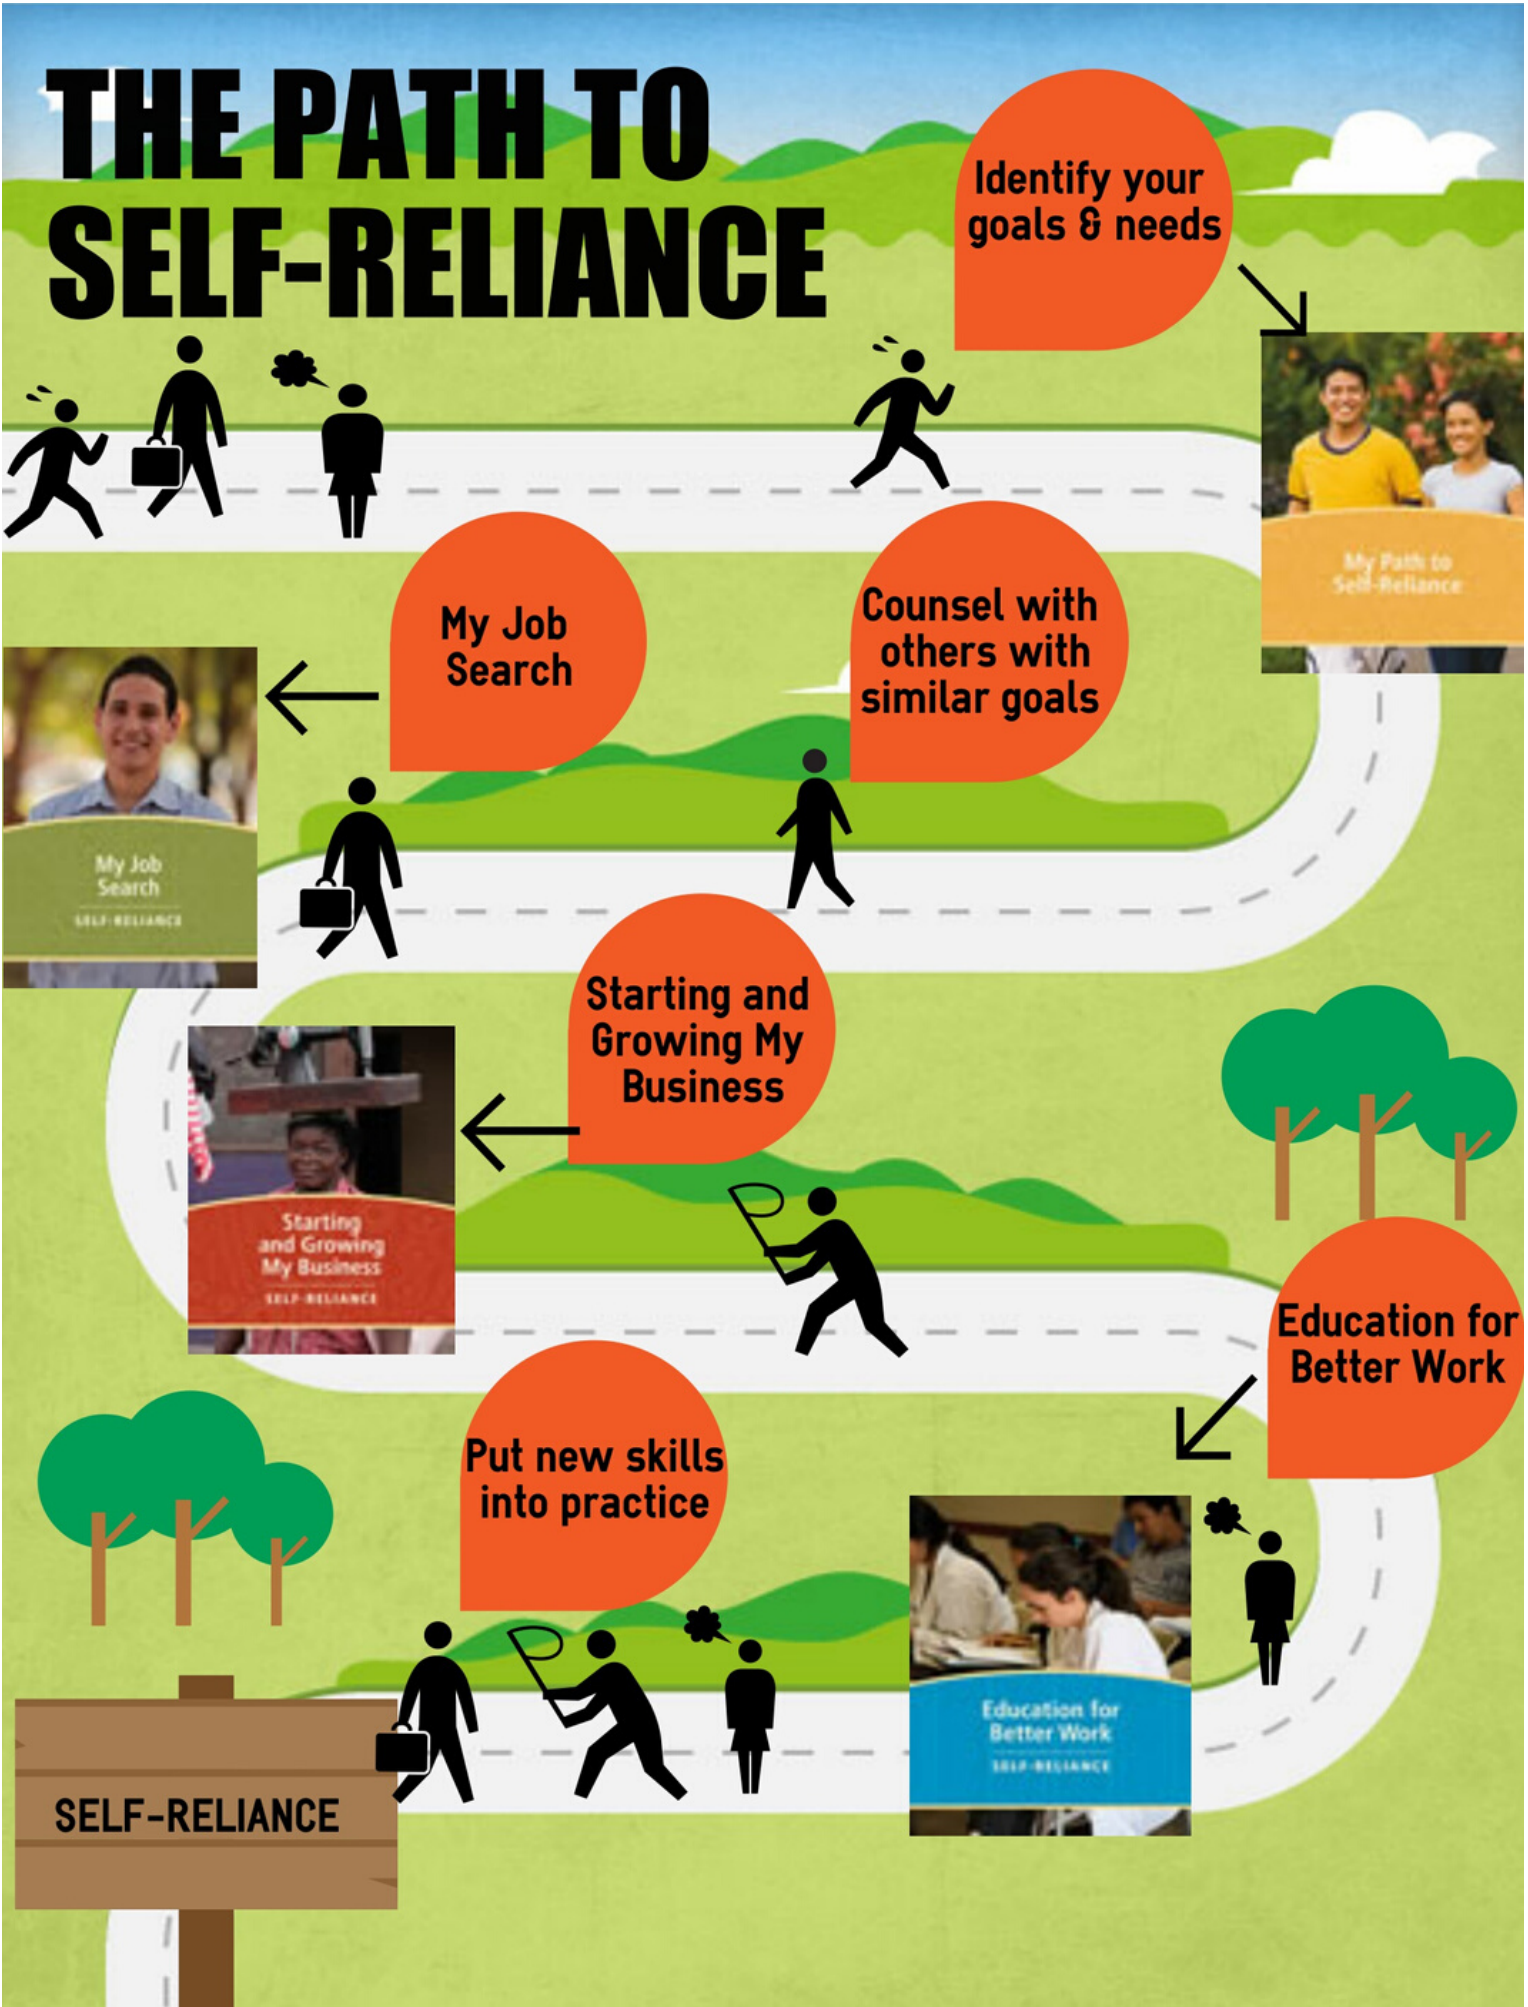 THE PATH TO
SELF-RELIANCE
Identify your
goals & needs
My Path to
Self-Reliance
Counsel with
others with
similar goals
My Job
Search
My Job
Search
SELF-RELIANCE
Starting and
Growing My
Business
Starting
and Growing
My Business
SELF-RELIANCE
Education for
Better Work
Education for
Better Work
SELF-RELIANCE
Put new skills
into practice
SELF-RELIANCE